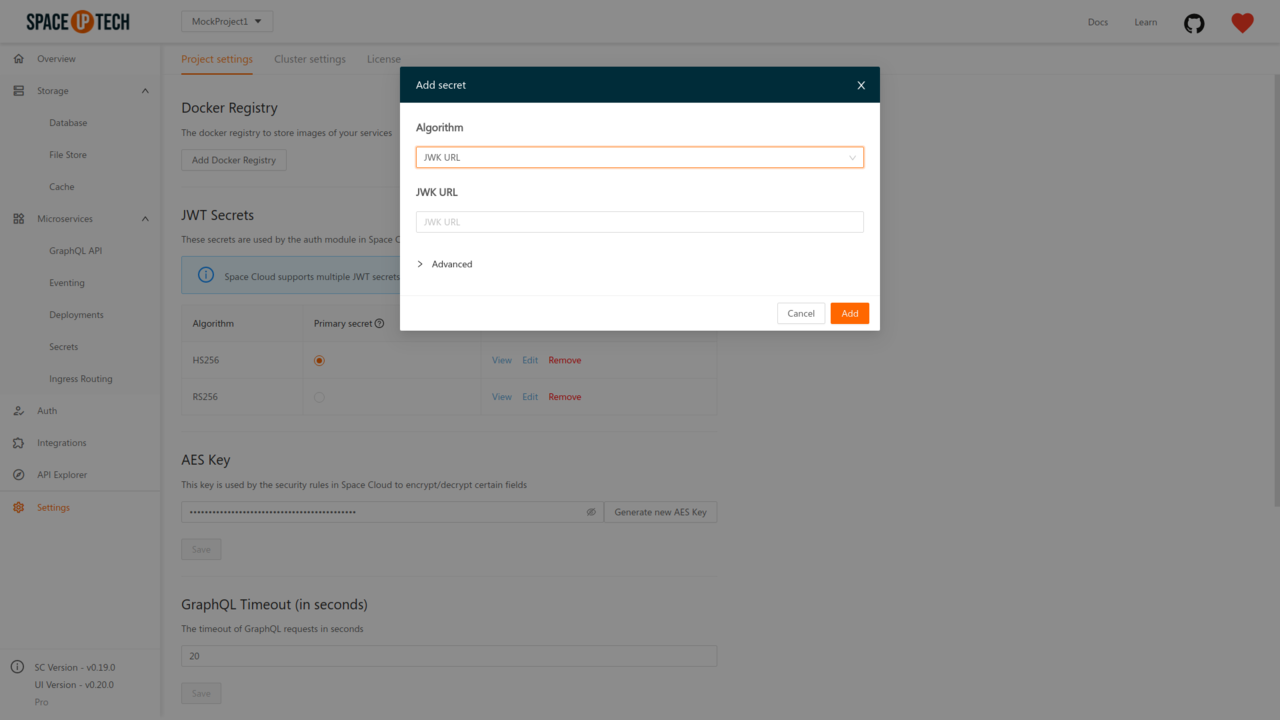 SPACE UP TECH
MockProject1
Docs
Learn
Overview
Storage
Database
File Store
Cache
Microservices
GraphQL API
Eventing
Deployments
Secrets
Ingress Routing
Auth
Integrations
API Explorer
Settings
SC Version - v0.19.0
UI Version - v0.20.0
Pro
Project settings
Cluster settings
License
Docker Registry
The docker registry to store images of your services
Add Docker Registry
JWT Secrets
These secrets are used by the auth module in Space
Space Cloud supports multiple JWT secrets
Algorithm
Primary secret
HS256
View
Edit
Remove
RS256
View
Edit
Remove
AES Key
This key is used by the security rules in Space Cloud to encrypt/decrypt certain fields
••••••••••••••••••••••••••••••••••••••••••••
Generate new AES Key
Save
GraphQL Timeout (in seconds)
The timeout of GraphQL requests in seconds
20
Save
Add secret
Algorithm
JWK URL
JWK URL
JWK URL
Advanced
Cancel
Add